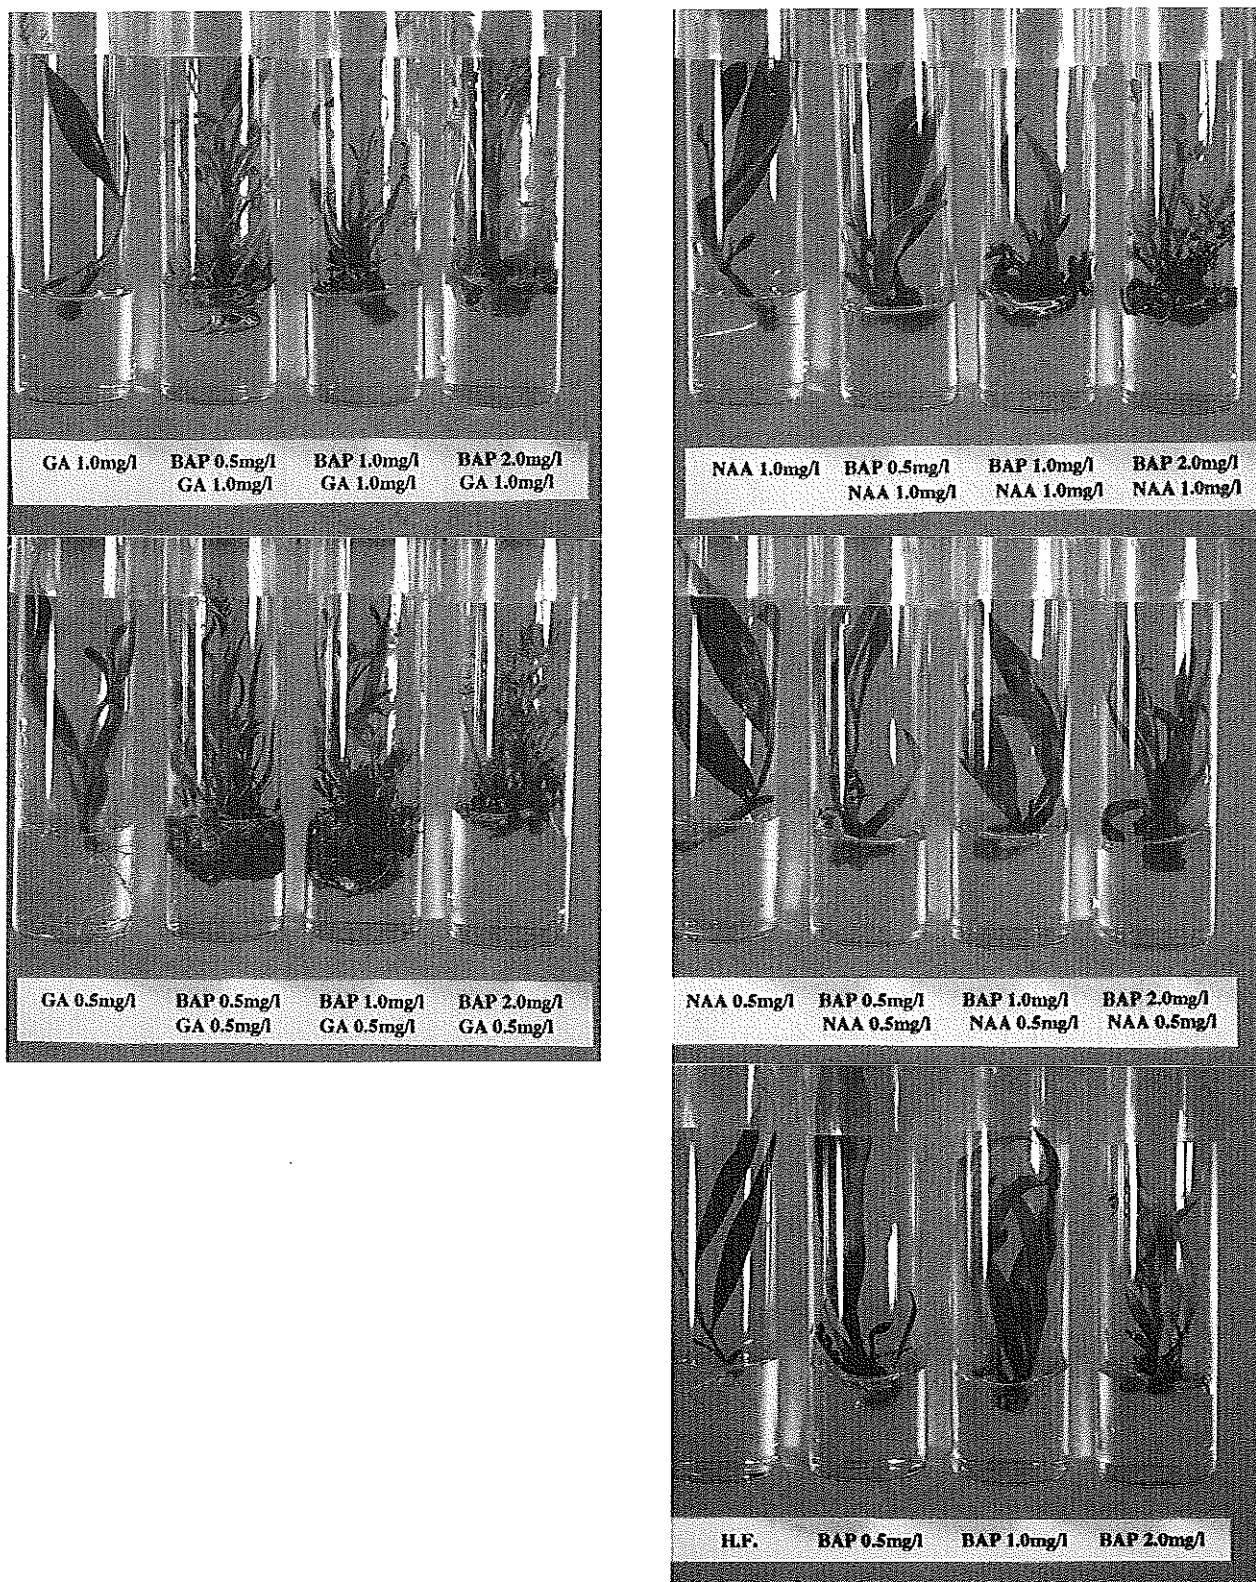 GA 1.0mg/l BAP 0.5mg/l BAP 1.0mg/l BAP 2.0mg/l
GA 1.0mg/l GA 1.0mg/l GA 1.0mg/l
NAA 1.0mg/l BAP 0.5mg/l BAP 1.0mg/l BAP 2.0mg/l
NAA 1.0mg/l NAA 1.0mg/l NAA 1.0mg/l
GA 0.5mg/l BAP 0.5mg/l BAP 1.0mg/l BAP 2.0mg/l
GA 0.5mg/l GA 0.5mg/l GA 0.5mg/l
NAA 0.5mg/l BAP 0.5mg/l BAP 1.0mg/l BAP 2.0mg/l
NAA 0.5mg/l NAA 0.5mg/l NAA 0.5mg/l
H.F. BAP 0.5mg/l BAP 1.0mg/l BAP 2.0mg/l